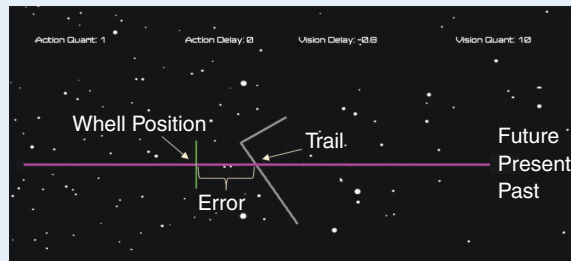 Action Quant: 1 Action Delay: 0 Vision Delay: -0.8 Vision Quant: 10
Whell Position
Trail
Error
Future
Present
Past